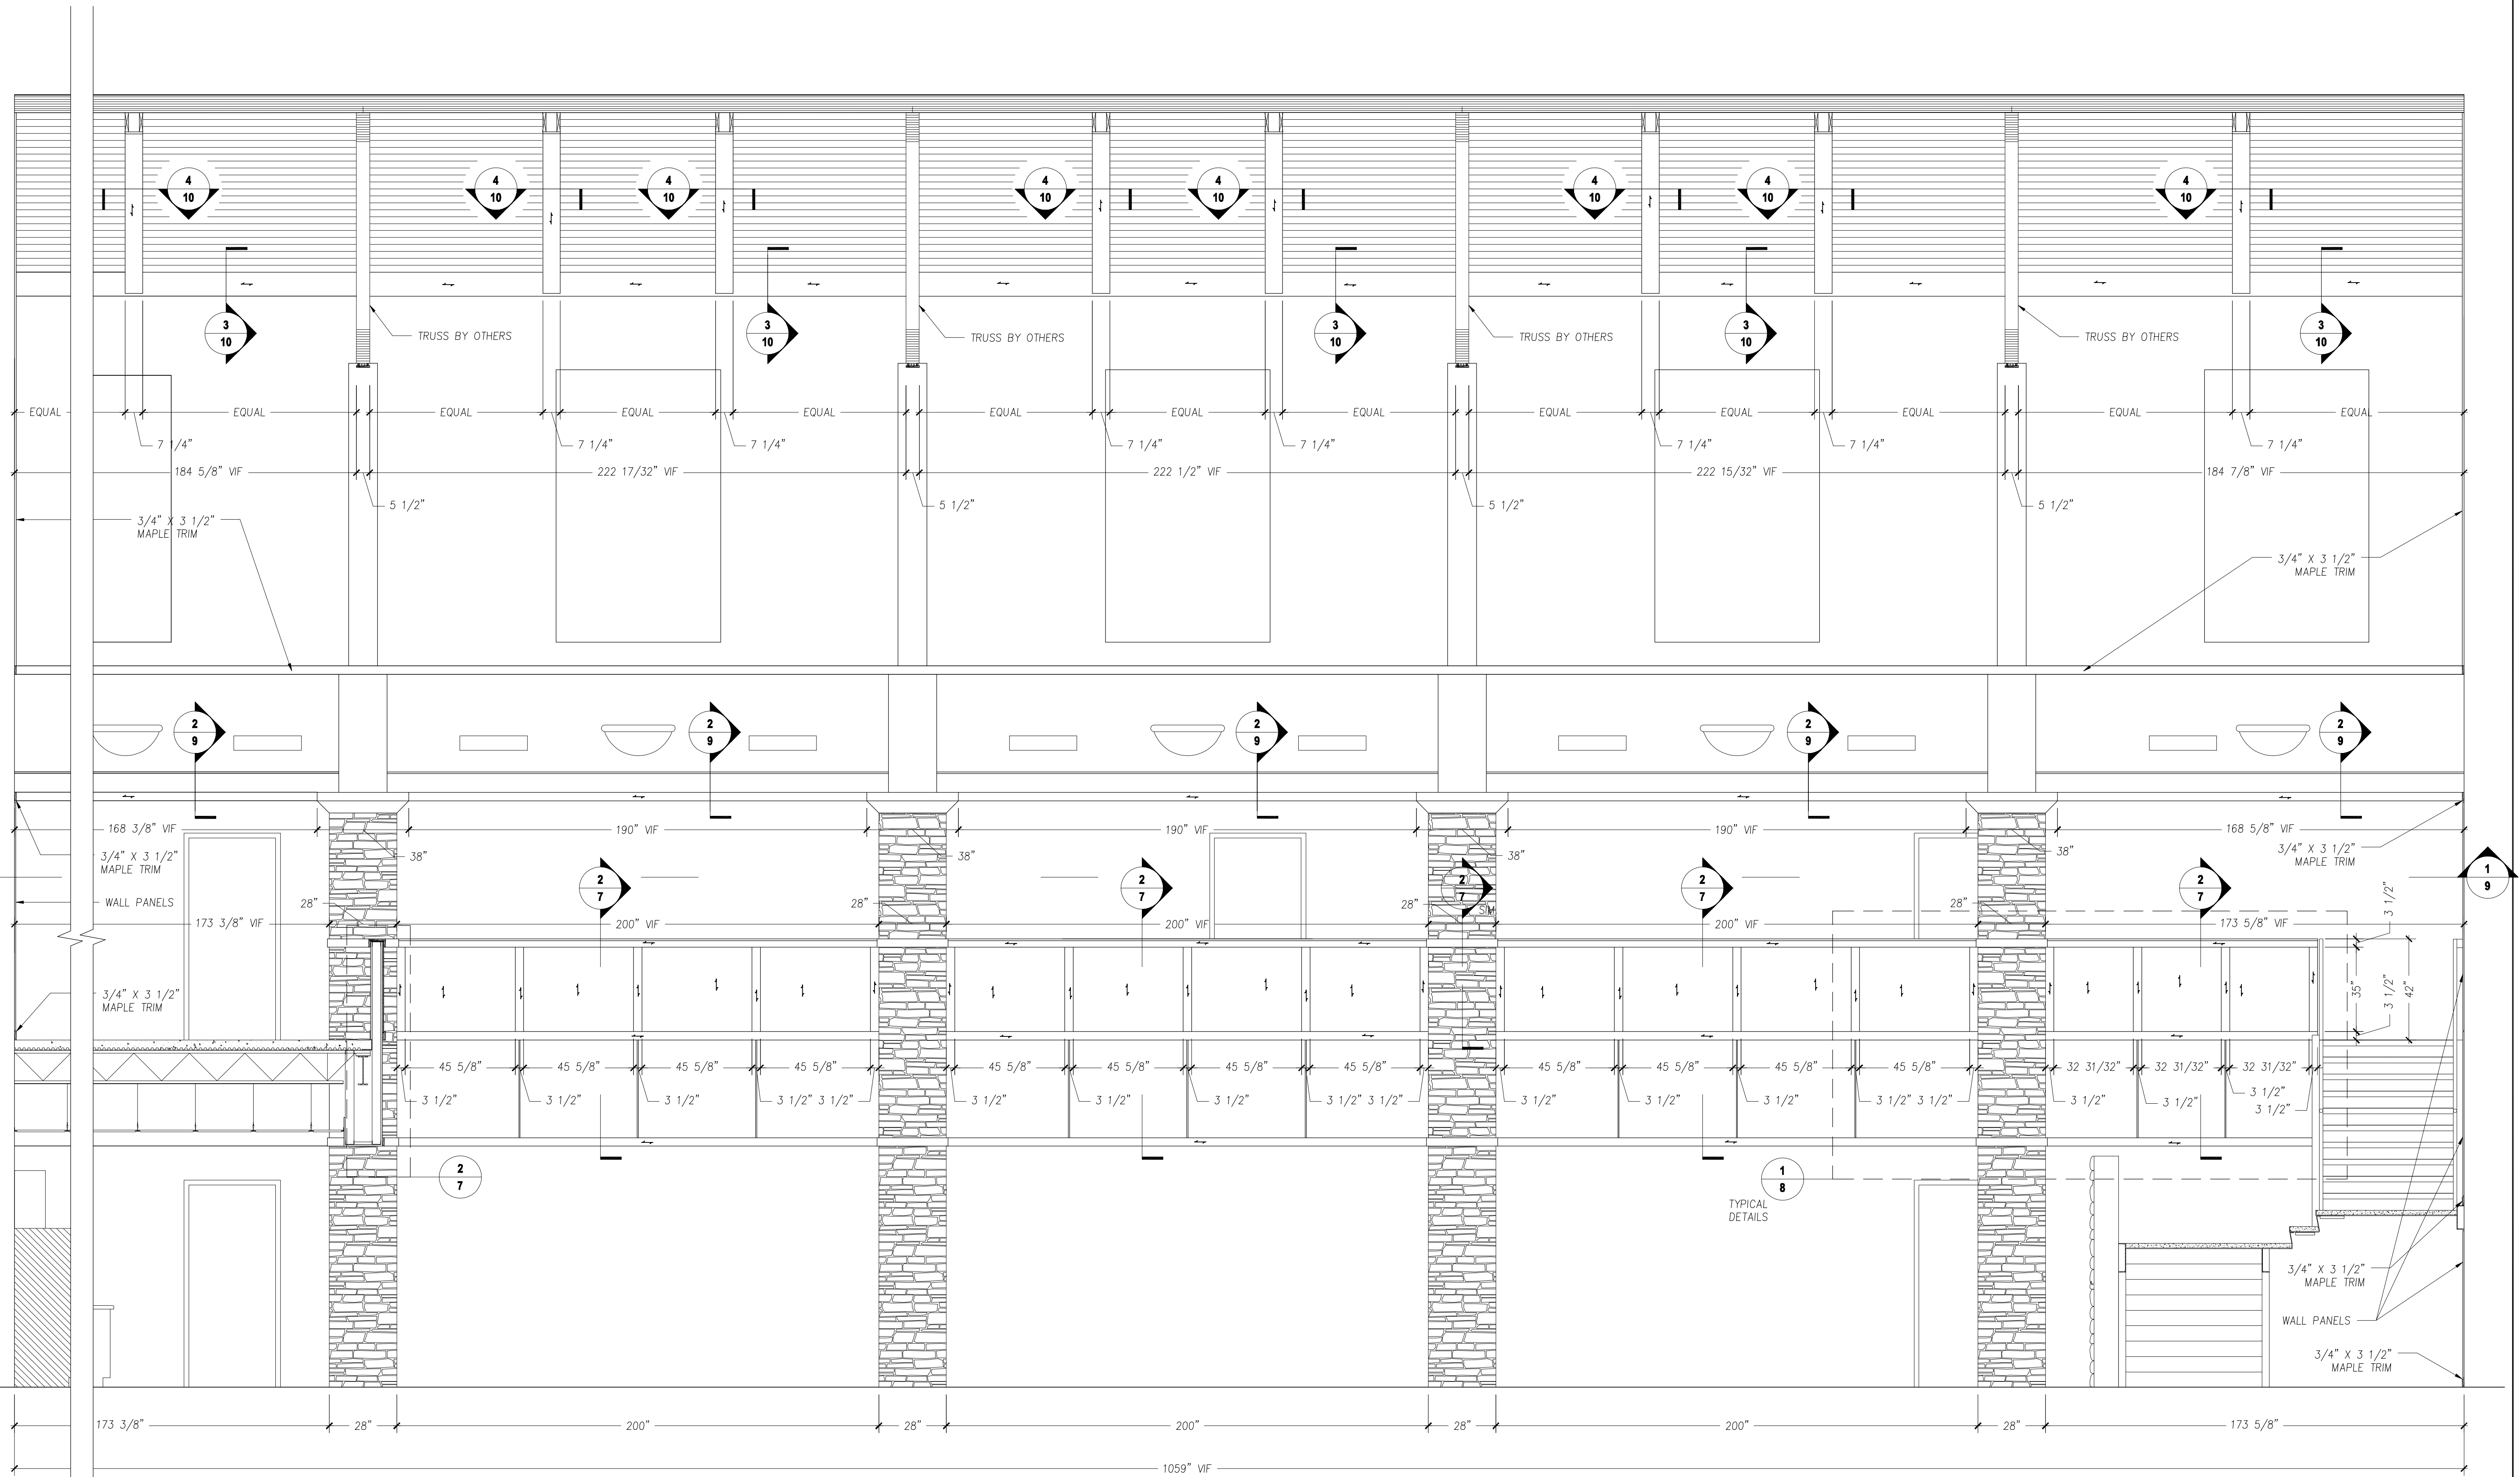 4 4 4 4 4 4 4 4
10 10 10 10 10 10 10 10
3 3 3 3 3
10 10 10 10 10
TRUSS BY OTHERS TRUSS BY OTHERS TRUSS BY OTHERS TRUSS BY OTHERS
EQUAL EQUAL EQUAL EQUAL EQUAL EQUAL EQUAL EQUAL EQUAL EQUAL EQUAL EQUAL EQUAL
7 1/4" 7 1/4" 7 1/4" 7 1/4" 7 1/4" 7 1/4" 7 1/4" 7 1/4"
184 5/8" VIF 222 17/32" VIF 222 1/2" VIF 222 15/32" VIF 184 7/8" VIF
5 1/2" 5 1/2" 5 1/2" 5 1/2"
3/4" X 3 1/2"
MAPLE TRIM
3/4" X 3 1/2"
MAPLE TRIM
2 2 2 2 2
9 9 9 9 9
168 3/8" VIF 190" VIF 190" VIF 190" VIF 168 5/8" VIF
38" 38" 38" 38"
3/4" X 3 1/2"
MAPLE TRIM
3/4" X 3 1/2"
MAPLE TRIM
2 2 2 2 2
7 7 7 7 7
SIM
1
9
WALL PANELS
28" 28" 28" 28"
173 3/8" VIF 200" VIF 200" VIF 200" VIF 173 5/8" VIF
3 1/2"
35"
3 1/2"
42"
3/4" X 3 1/2"
MAPLE TRIM
45 5/8" 45 5/8" 45 5/8" 45 5/8" 45 5/8" 45 5/8" 45 5/8" 45 5/8" 45 5/8" 45 5/8" 45 5/8" 45 5/8" 32 31/32" 32 31/32" 32 31/32"
3 1/2" 3 1/2" 3 1/2" 3 1/2" 3 1/2" 3 1/2" 3 1/2" 3 1/2" 3 1/2" 3 1/2" 3 1/2" 3 1/2" 3 1/2" 3 1/2" 3 1/2" 3 1/2" 3 1/2" 3 1/2" 3 1/2"
2
7
1
8
TYPICAL
DETAILS
3/4" X 3 1/2"
MAPLE TRIM
WALL PANELS
3/4" X 3 1/2"
MAPLE TRIM
173 3/8" 28" 200" 28" 200" 28" 200" 28" 173 5/8"
1059" VIF